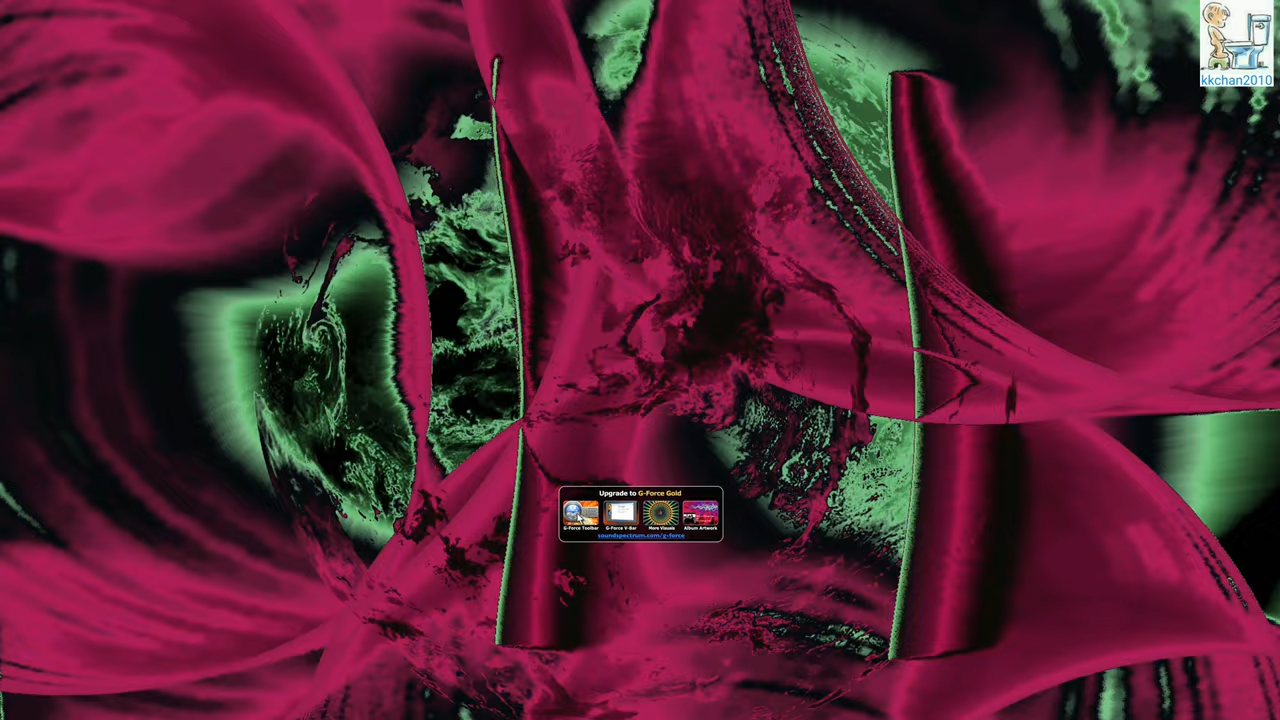 kkchan2010
Upgrade to G-Force Gold
G-Force Toolbar G-Force V-Bar More Visuals Album Artwork
soundspectrum.com/g-force